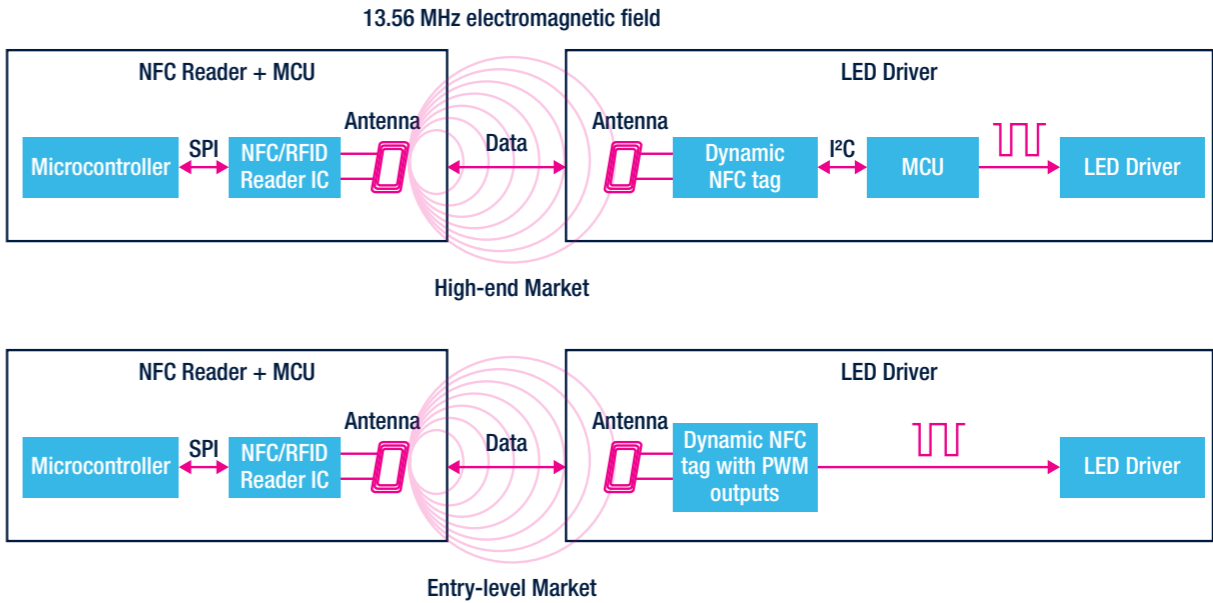 13.56 MHz electromagnetic field
NFC Reader + MCU
LED Driver
Antenna
Antenna
Microcontroller
SPI
NFC/RFID
Reader IC
Data
Dynamic
NFC tag
I²C
MCU
LED Driver
High-end Market
NFC Reader + MCU
LED Driver
Antenna
Antenna
Microcontroller
SPI
NFC/RFID
Reader IC
Data
Dynamic NFC
tag with PWM
outputs
LED Driver
Entry-level Market